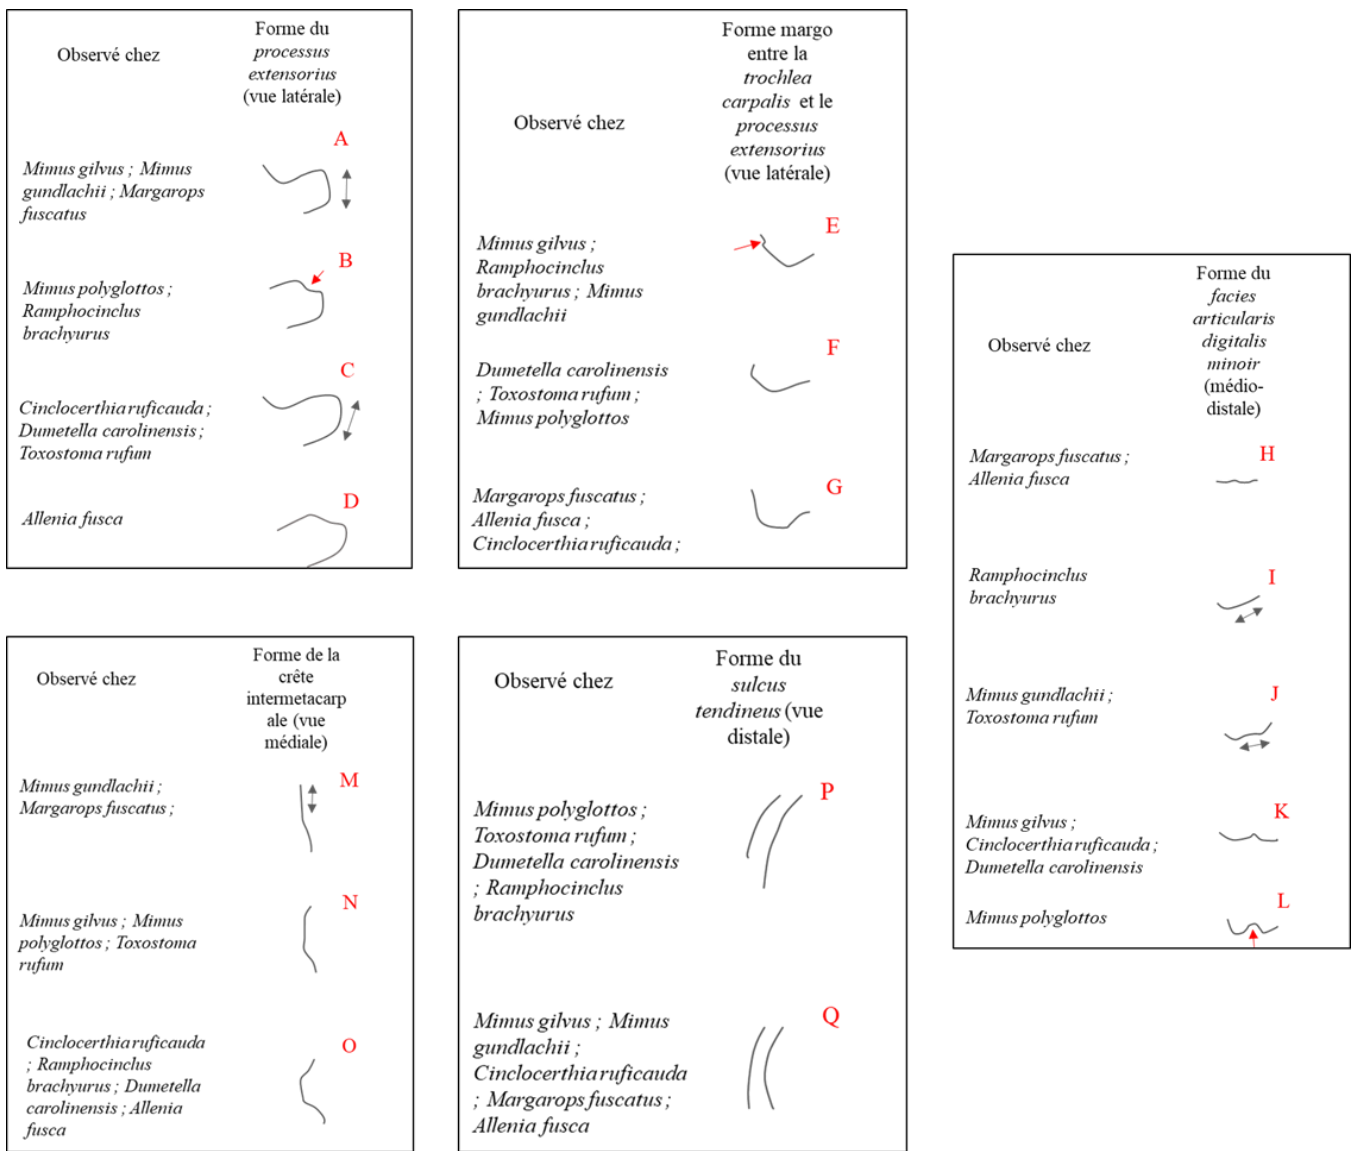 Observé chez
Forme du
processus
extensorius
(vue latérale)
A
Mimus gilvus ; Mimus
gundlachii ; Margarops
fuscatus
B
Mimus polyglottos ;
Ramphocinclus
brachyurus
C
Cinclocerthia ruficauda ;
Dumetella carolinensis ;
Toxostoma rufum
D
Allenia fusca
Observé chez
Forme margo
entre la
trochlea
carpalis et le
processus
extensorius
(vue latérale)
E
Mimus gilvus ;
Ramphocinclus
brachyurus ; Mimus
gundlachii
F
Dumetella carolinensis
; Toxostoma rufum ;
Mimus polyglottos
G
Margarops fuscatus ;
Allenia fusca ;
Cinclocerthia ruficauda ;
Observé chez
Forme du
facies
articularis
digitalis
minoir
(médio-
distale)
H
Margarops fuscatus ;
Allenia fusca
I
Ramphocinclus
brachyurus
J
Mimus gundlachii ;
Toxostoma rufum
K
Mimus gilvus ;
Cinclocerthia ruficauda ;
Dumetella carolinensis
L
Mimus polyglottos
Observé chez
Forme de la
crête
intermetacarp
ale (vue
médiale)
M
Mimus gundlachii ;
Margarops fuscatus ;
N
Mimus gilvus ; Mimus
polyglottos ; Toxostoma
rufum
O
Cinclocerthia ruficauda
; Ramphocinclus
brachyurus ; Dumetella
carolinensis ; Allenia
fusca
Observé chez
Forme du
sulcus
tendineus (vue
distale)
P
Mimus polyglottos ;
Toxostoma rufum ;
Dumetella carolinensis
; Ramphocinclus
brachyurus
Q
Mimus gilvus ; Mimus
gundlachii ;
Cinclocerthia ruficauda
; Margarops fuscatus ;
Allenia fusca